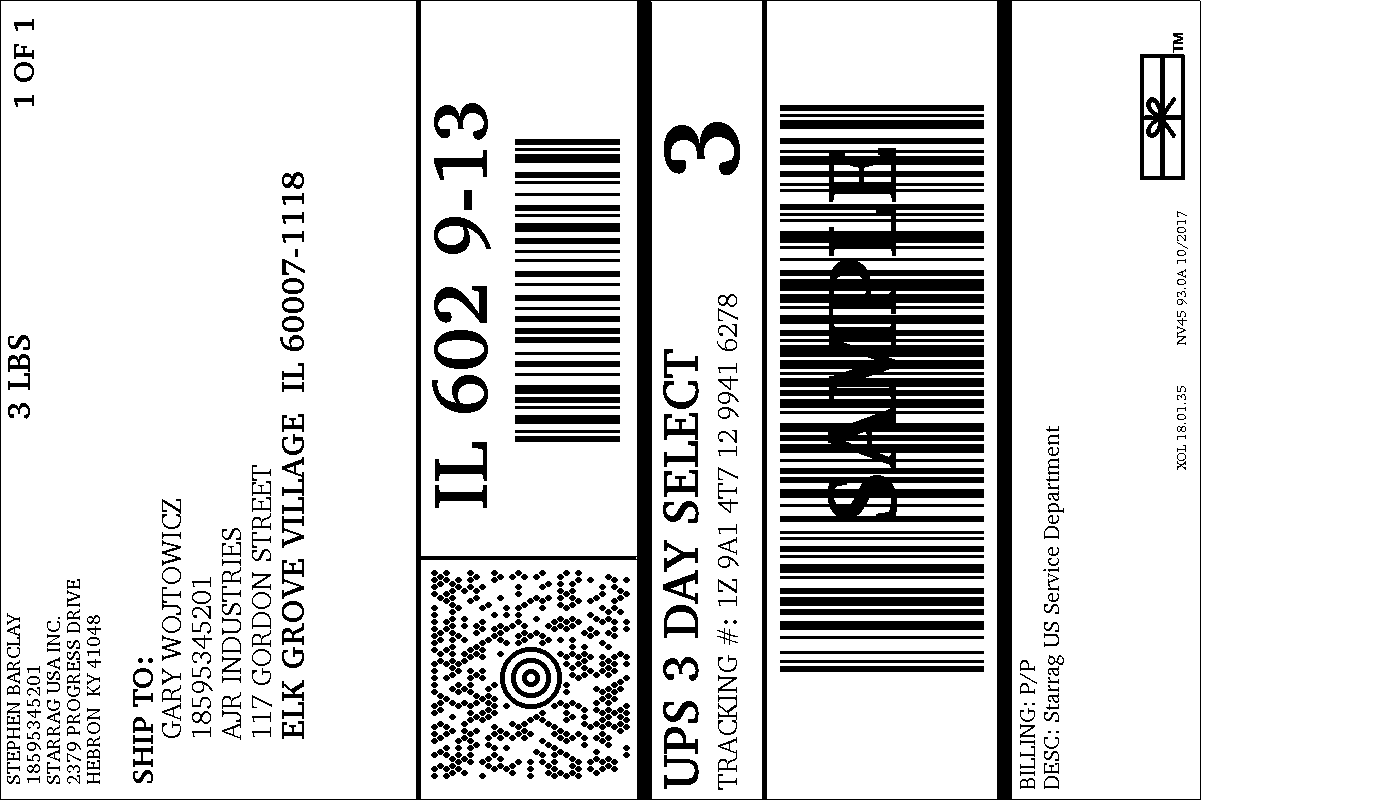 STEPHEN BARCLAY
18595345201
STARRAG USA INC.
2379 PROGRESS DRIVE
HEBRON KY 41048
3 LBS
1 OF 1
SHIP TO:
GARY WOJTOWICZ
18595345201
AJR INDUSTRIES
117 GORDON STREET
ELK GROVE VILLAGE IL 60007-1118
IL 602 9-13
UPS 3 DAY SELECT
3
TRACKING #: 1Z 9A1 4T7 12 9941 6278
SAMPLE
BILLING: P/P
DESC: Starrag US Service Department
XOL 18.01.35
NV45 93.0A 10/2017
TM